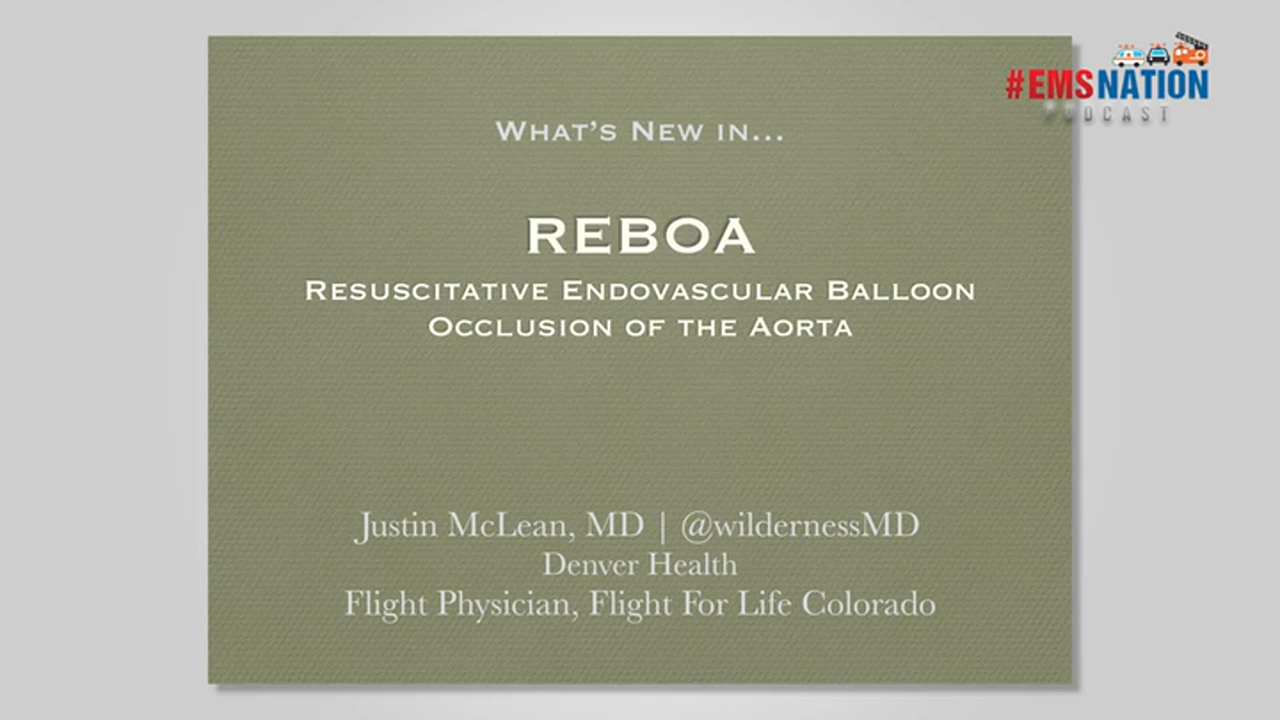 #EMSNATION
PODCAST
What's New in...
REBOA
Resuscitative Endovascular Balloon
Occlusion of the Aorta
Justin McLean, MD | @wildernessMD
Denver Health
Flight Physician, Flight For Life Colorado